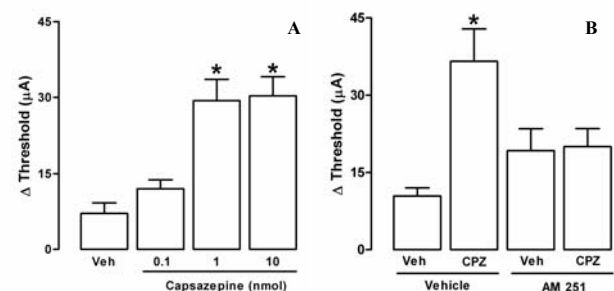 A
Δ Threshold (µA)
45
30
15
0
*
*
Veh
0.1
1
10
Capsazepine (nmol)
B
Δ Threshold (µA)
45
30
15
0
*
Veh
CPZ
Veh
CPZ
Vehicle
AM 251